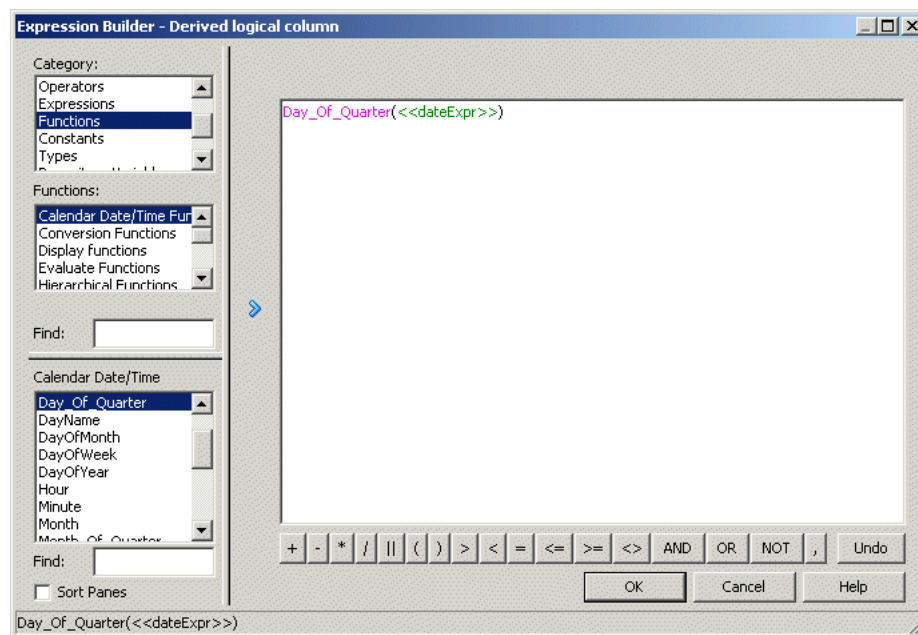 Expression Builder - Derived logical column
Category:
Operators
Expressions
Functions
Constants
Types
Functions:
Calendar Date/Time Fun
Conversion Functions
Display functions
Evaluate Functions
Hierarchical Functions
Find:
Calendar Date/Time
Day_Of_Quarter
DayName
DayOfMonth
DayOfWeek
DayOfYear
Hour
Minute
Month
Month_Of_Quarter
Find:
Sort Panes
Day_Of_Quarter(<<dateExpr>>)
+ - * / || ( ) > < = <= >= <> AND OR NOT , Undo
OK Cancel Help
Day_Of_Quarter(<<dateExpr>>)